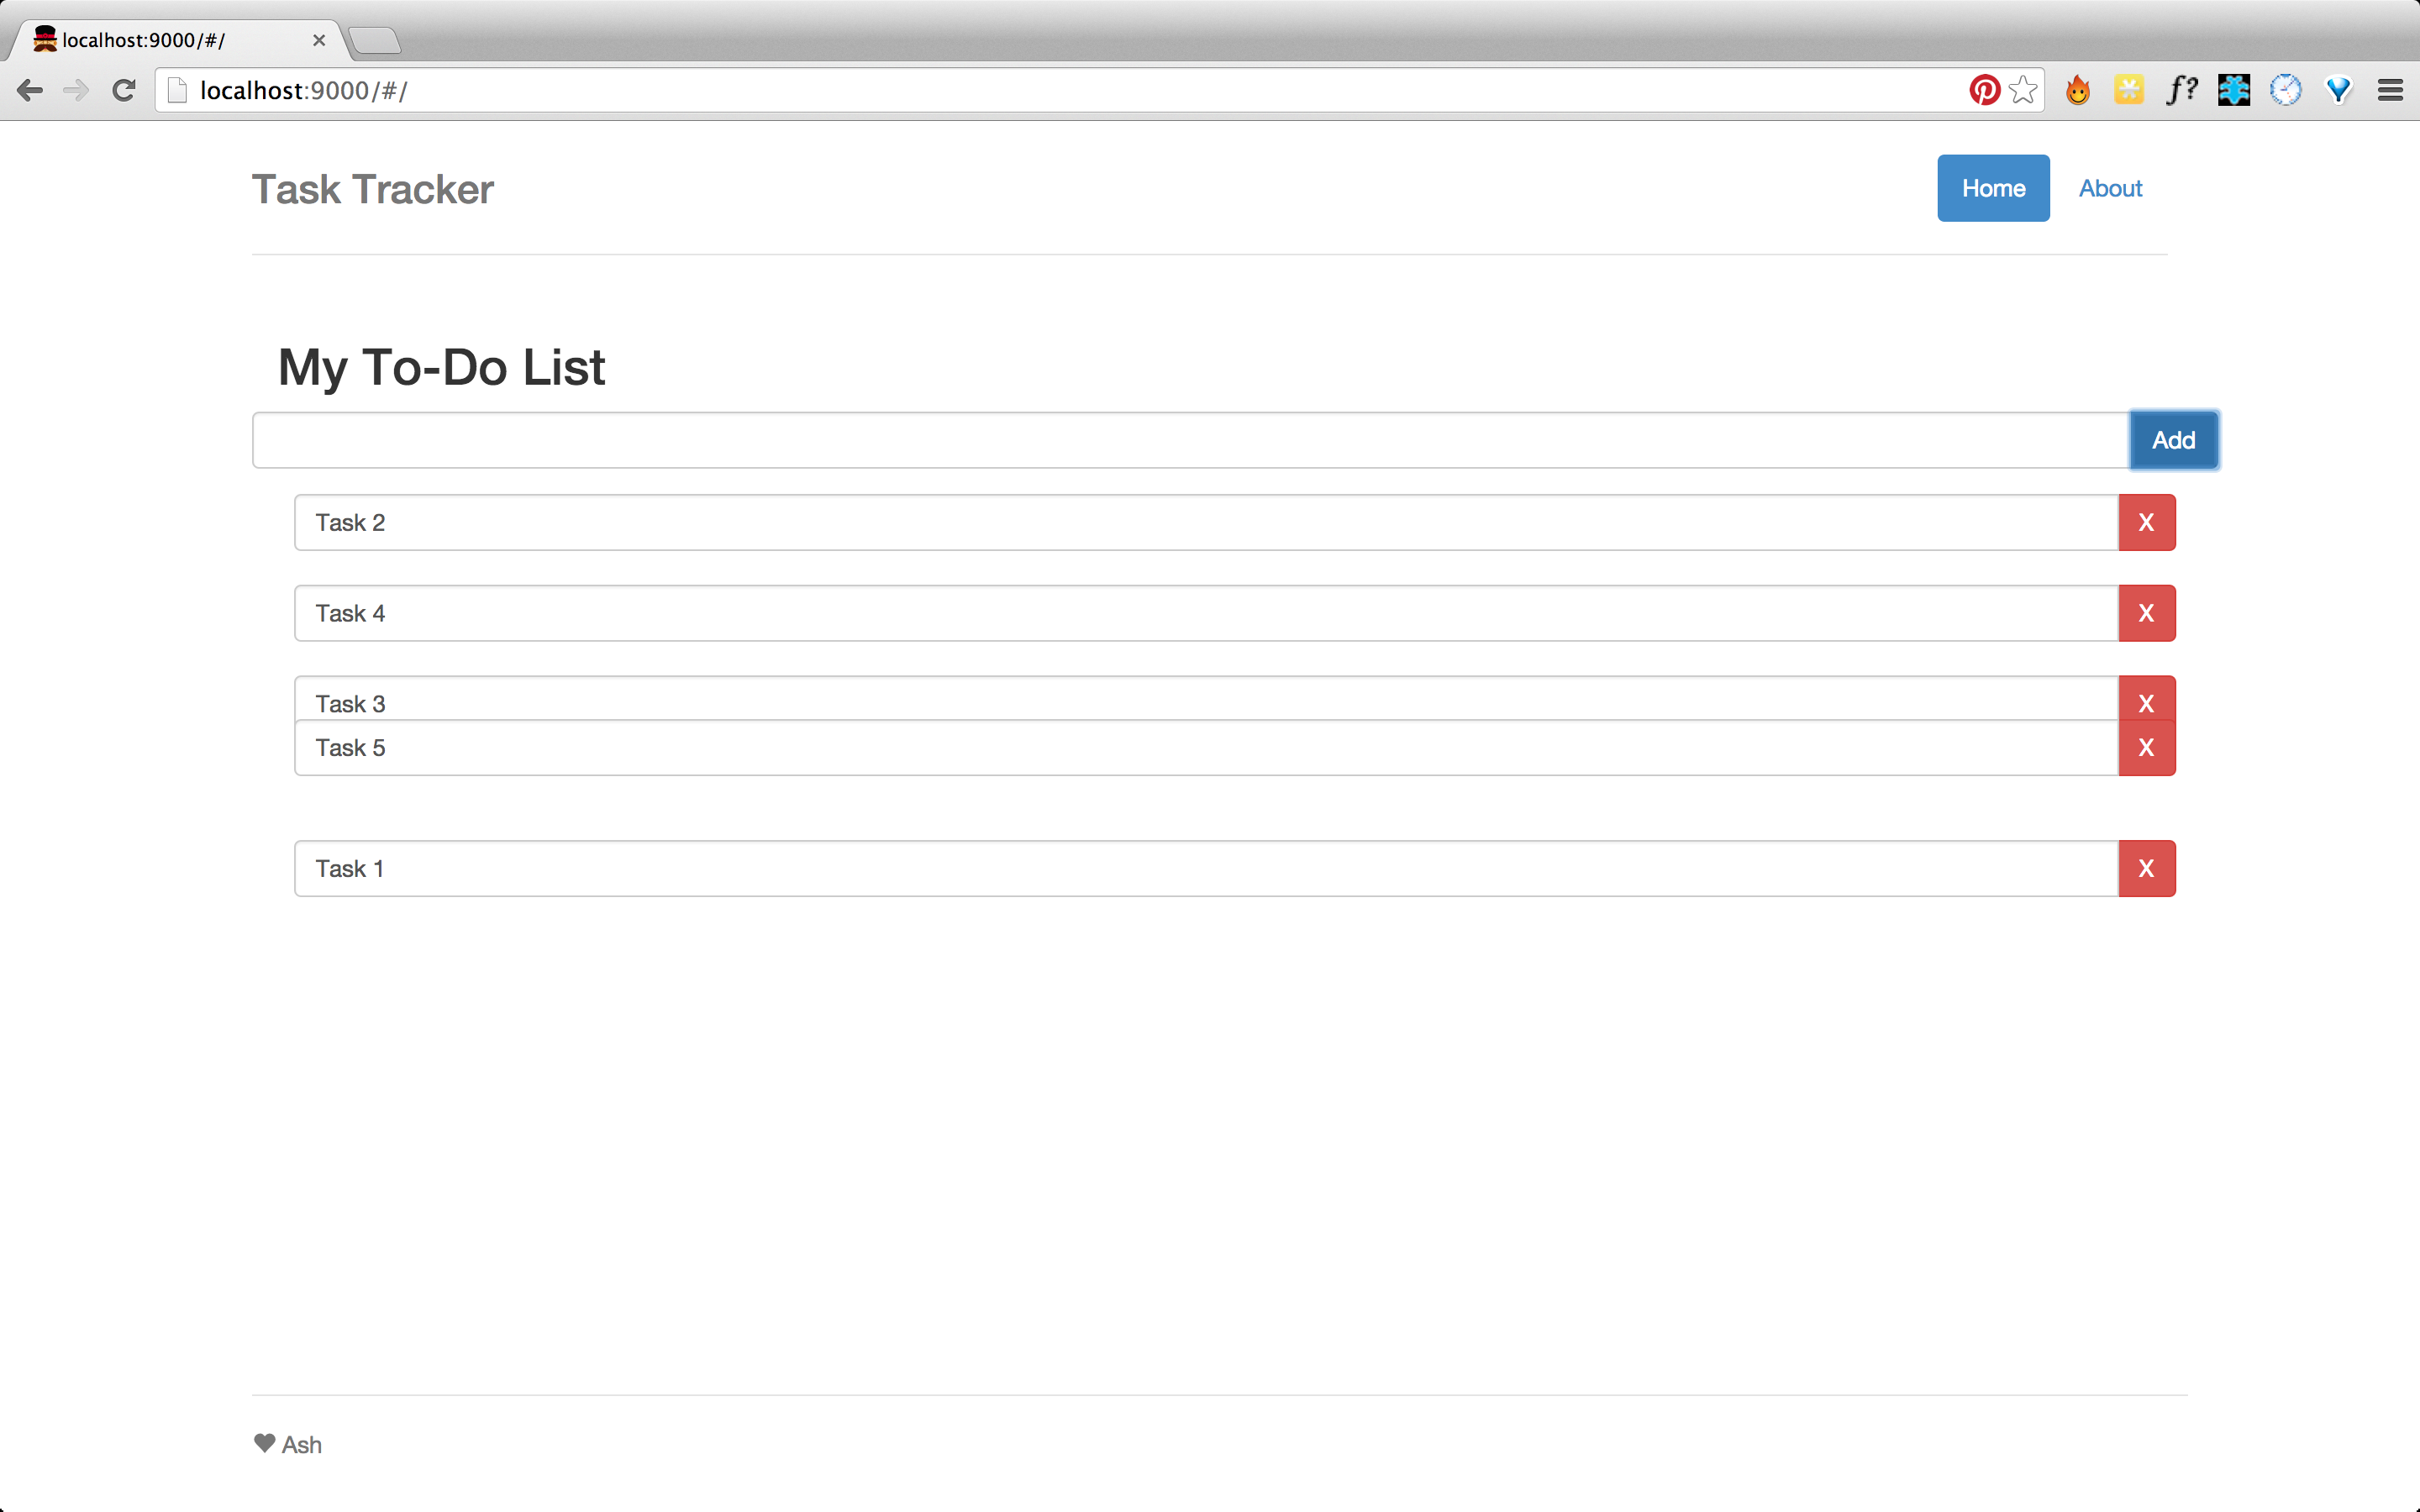 localhost:9000/#/
localhost:9000/#/
f?
Task Tracker
Home
About
My To-Do List
Add
Task 2
X
Task 4
X
Task 3
X
Task 5
X
Task 1
X
Ash